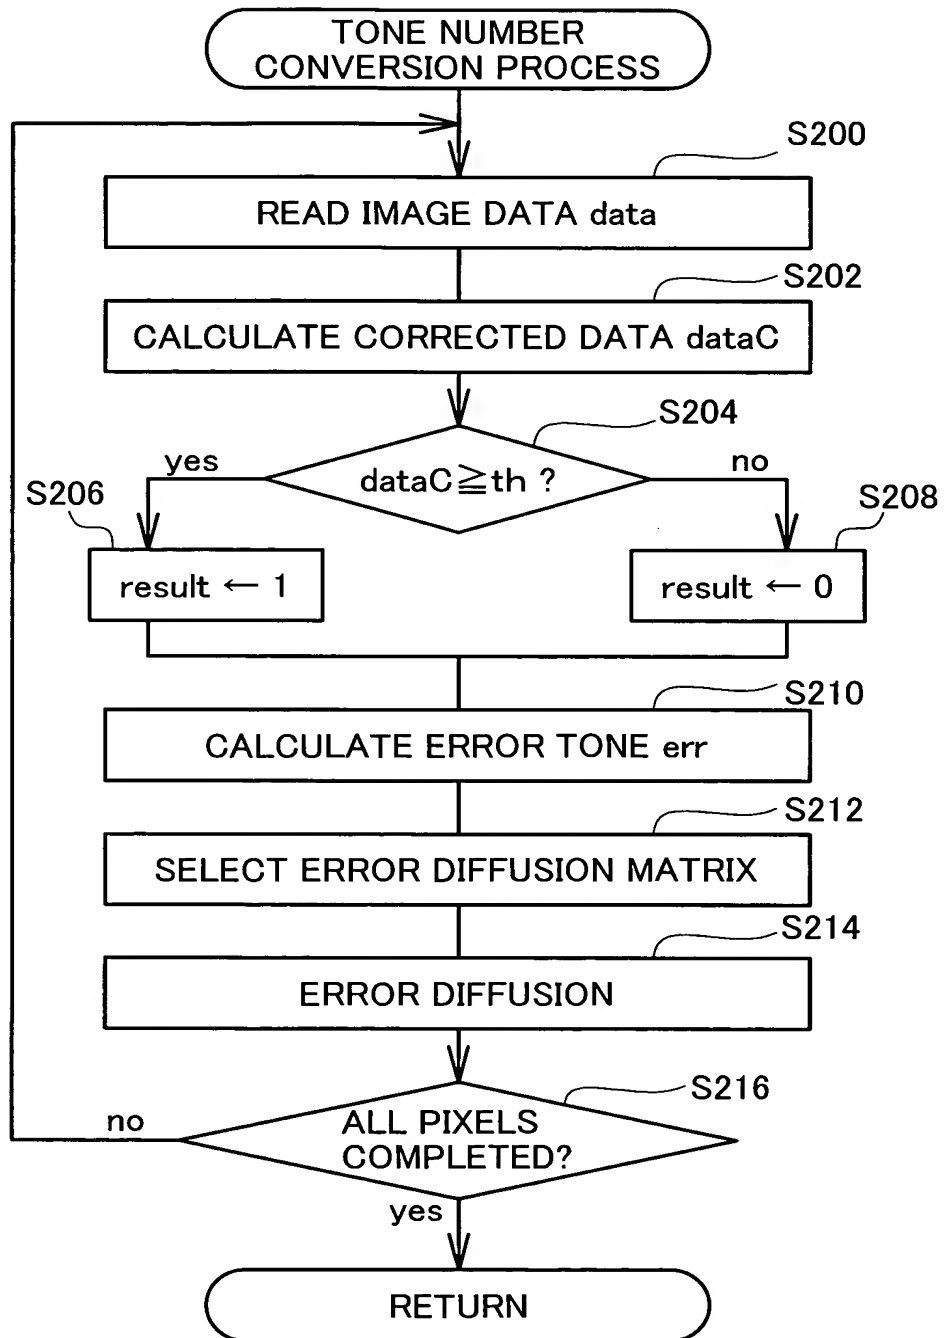 TONE NUMBER
CONVERSION PROCESS
S200
READ IMAGE DATA data
S202
CALCULATE CORRECTED DATA dataC
S204
yes
dataC≧th ?
no
S206
S208
result ← 1
result ← 0
S210
CALCULATE ERROR TONE err
S212
SELECT ERROR DIFFUSION MATRIX
S214
ERROR DIFFUSION
S216
no
ALL PIXELS
COMPLETED?
yes
RETURN